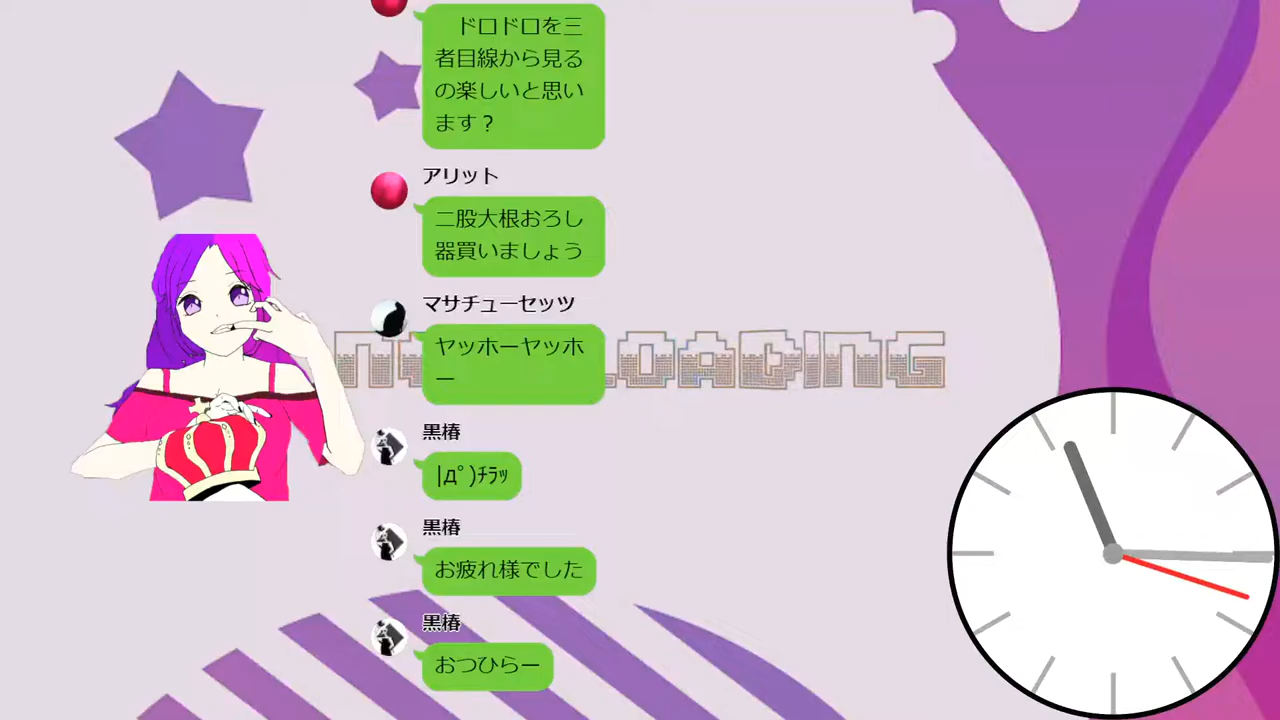 ドロドロを三
者目線から見る
の楽しいと思い
ます？
アリット
二股大根おろし
器買いましょう
マサチューセッツ
ヤッホーヤッホ
ー
LOADING
黒椿
|дﾟ)ﾁﾗｯ
黒椿
お疲れ様でした
黒椿
おつひらー